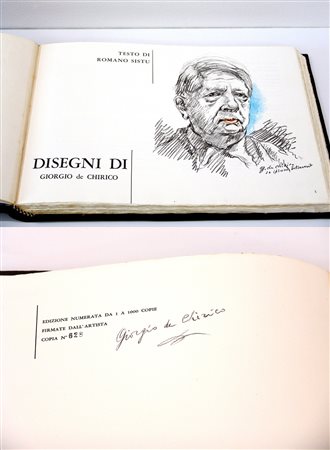 TESTO DI
ROMANO SISTU
DISEGNI DI
GIORGIO de CHIRICO
EDIZIONE NUMERATA DA 1 A 1000 COPIE
FIRMATE DALL'ARTISTA
COPIA N° 628
Giorgio de Chirico